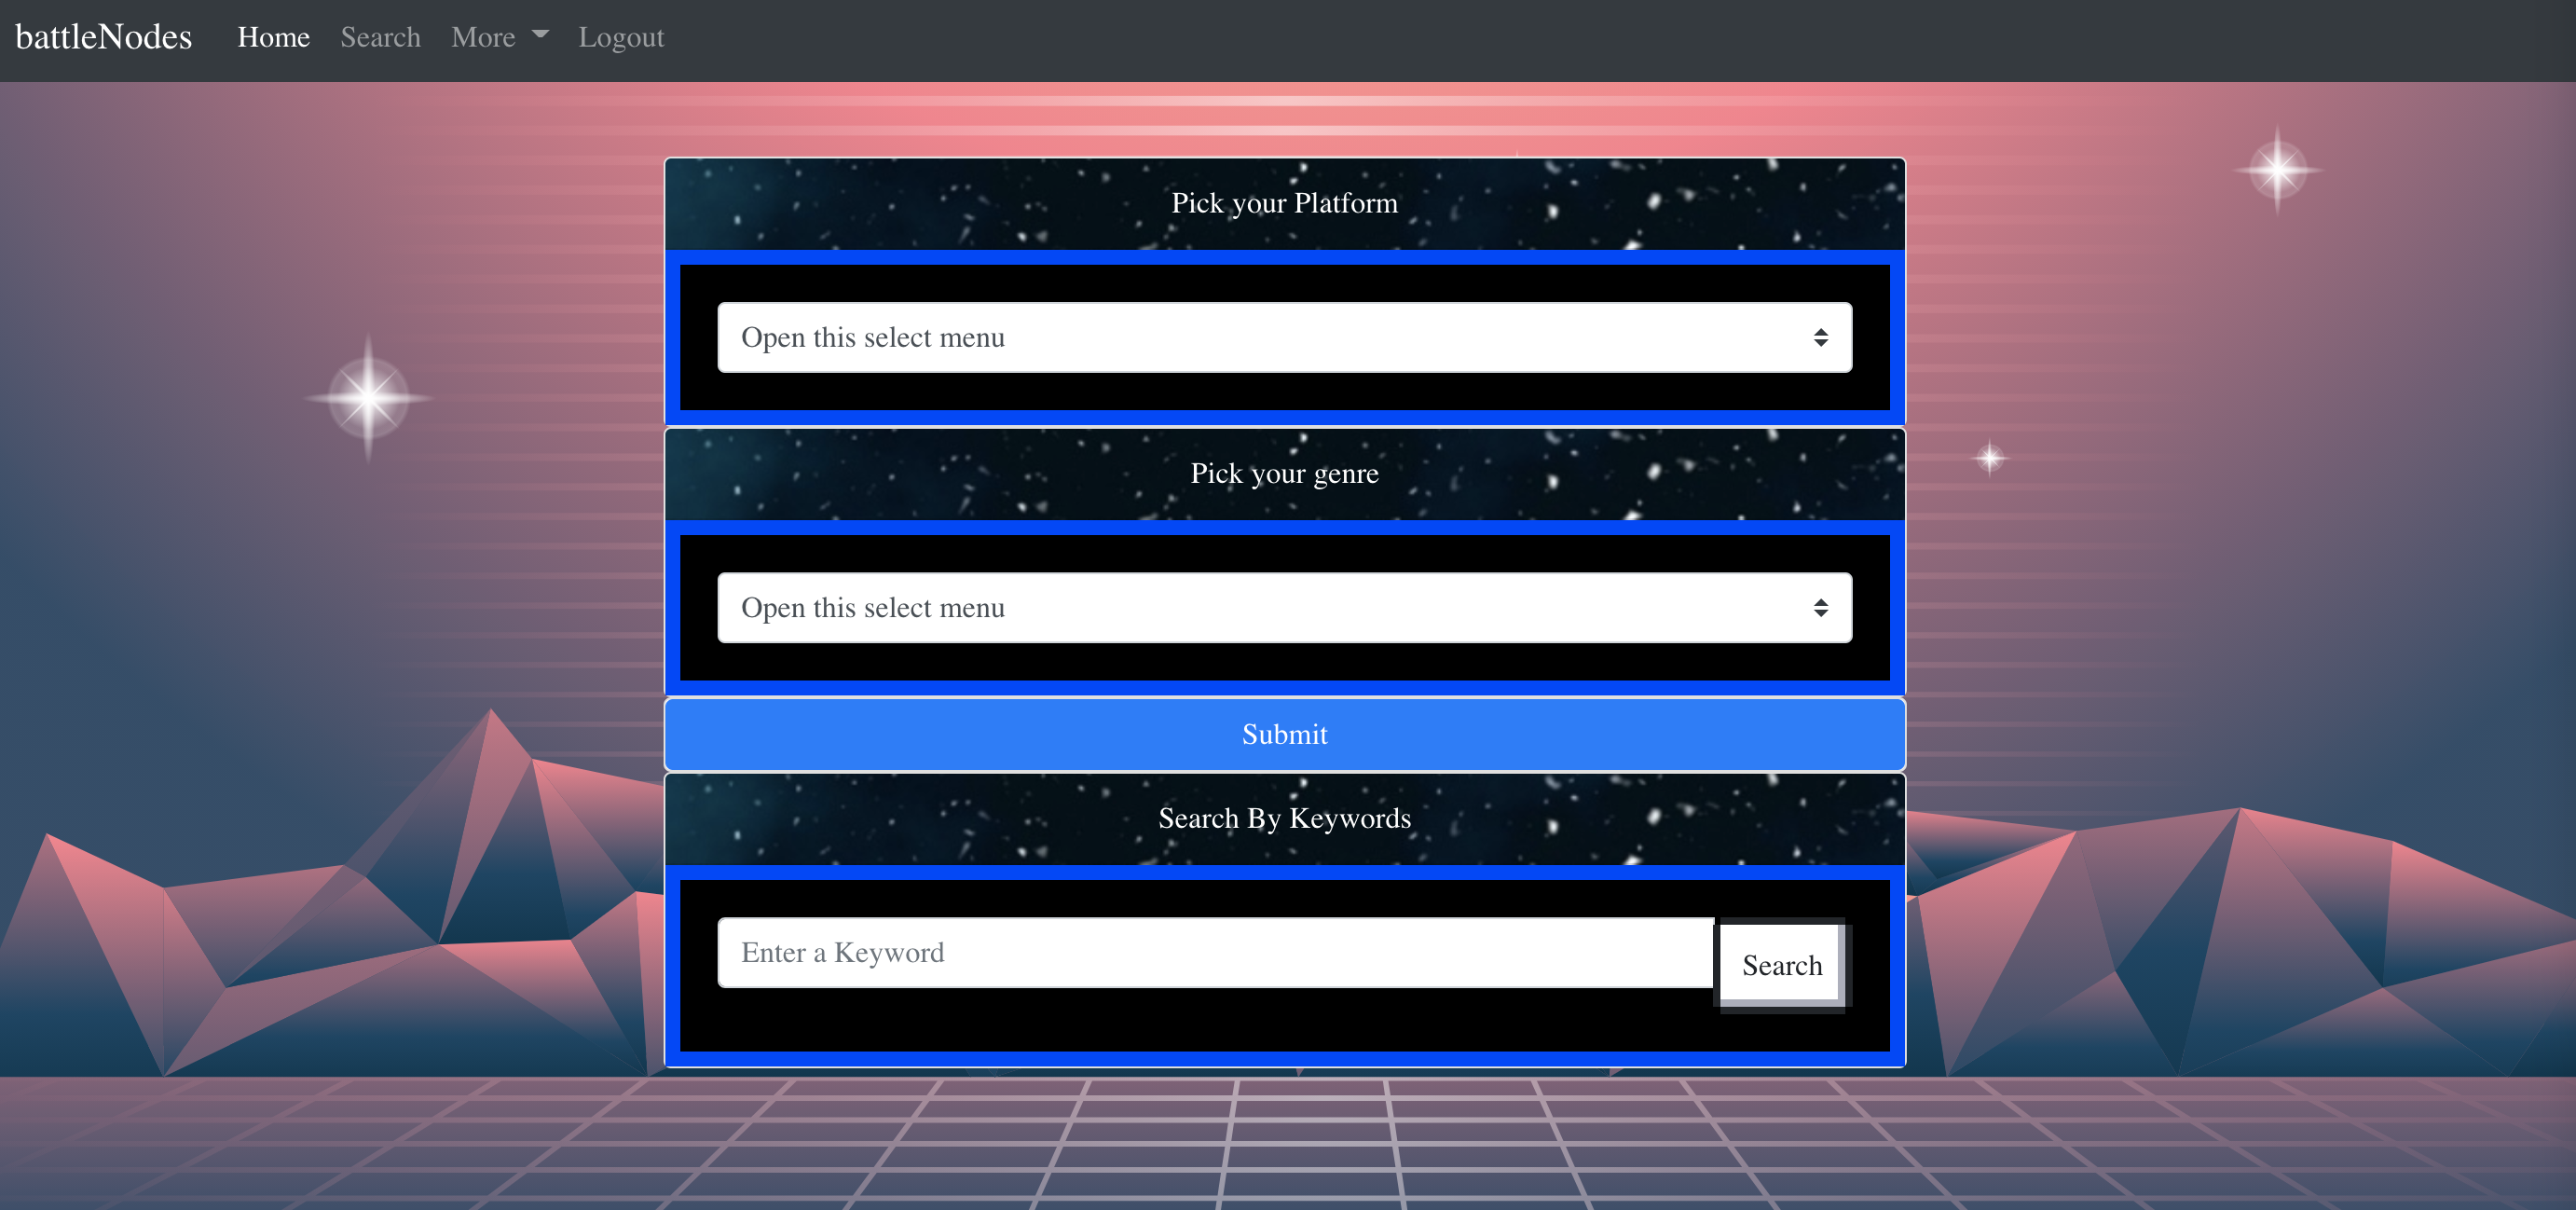 battleNodes Home Search More Logout
Pick your Platform
Open this select menu
Pick your genre
Open this select menu
Submit
Search By Keywords
Enter a Keyword Search